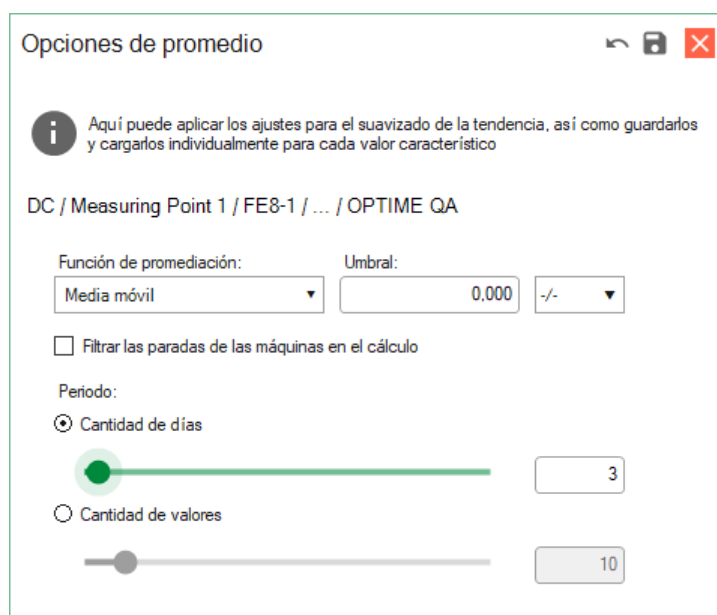 Opciones de promedio
Aquí puede aplicar los ajustes para el suavizado de la tendencia, así como guardarlos
y cargarlos individualmente para cada valor característico
DC / Measuring Point 1 / FE8-1 / ... / OPTIME QA
Función de promediación: Umbral:
Media móvil 0,000 -/-
Filtrar las paradas de las máquinas en el cálculo
Periodo:
Cantidad de días
3
Cantidad de valores
10